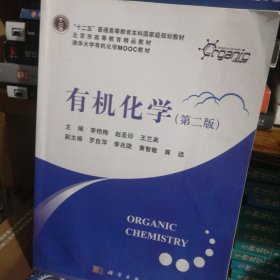 "十二五"普通高等教育本科国家级规划教材
北京市高等教育精品教材
清华大学有机化学MOOC教材
Organic
有机化学
(第二版)
主 编 李艳梅 赵圣印 王兰英
副主编 罗自萍 李兆陇 黄智敏 麻 远
ORGANIC
CHEMISTRY
科学出版社